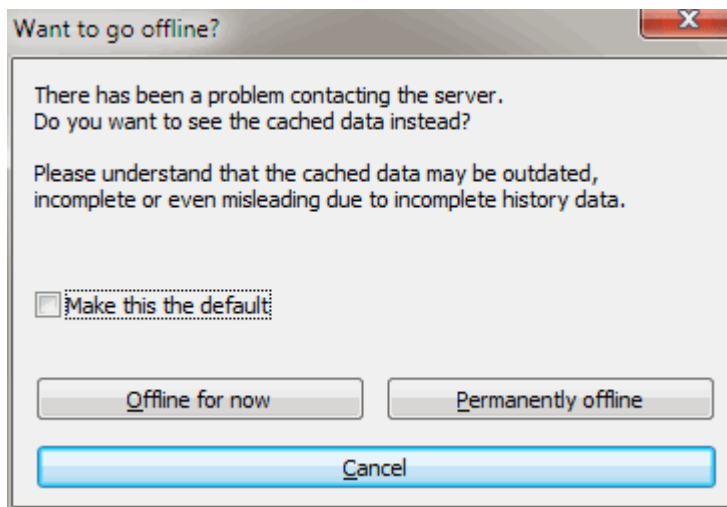 Want to go offline?
There has been a problem contacting the server.
Do you want to see the cached data instead?
Please understand that the cached data may be outdated,
incomplete or even misleading due to incomplete history data.
Make this the default
Offline for now
Permanently offline
Cancel